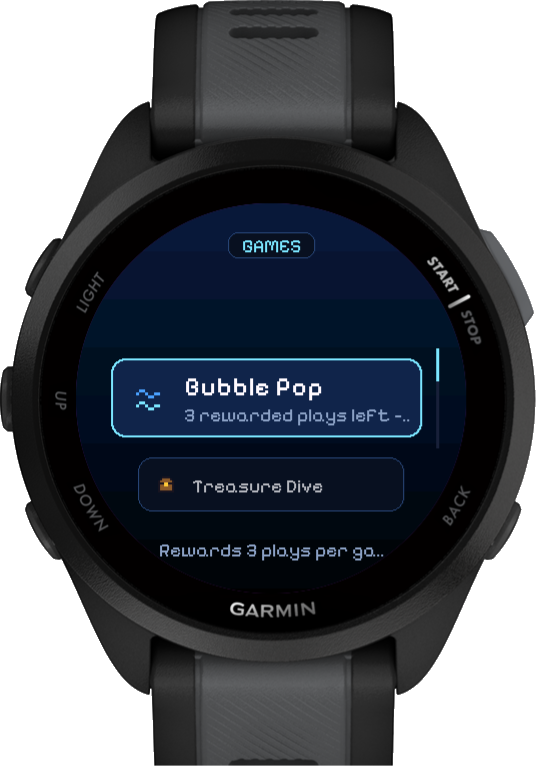 GAMES
START
STOP
LIGHT
Bubble Pop
3 rewarded plays left -..
UP
Treasure Dive
DOWN
BACK
Rewards 3 plays per ga...
GARMIN